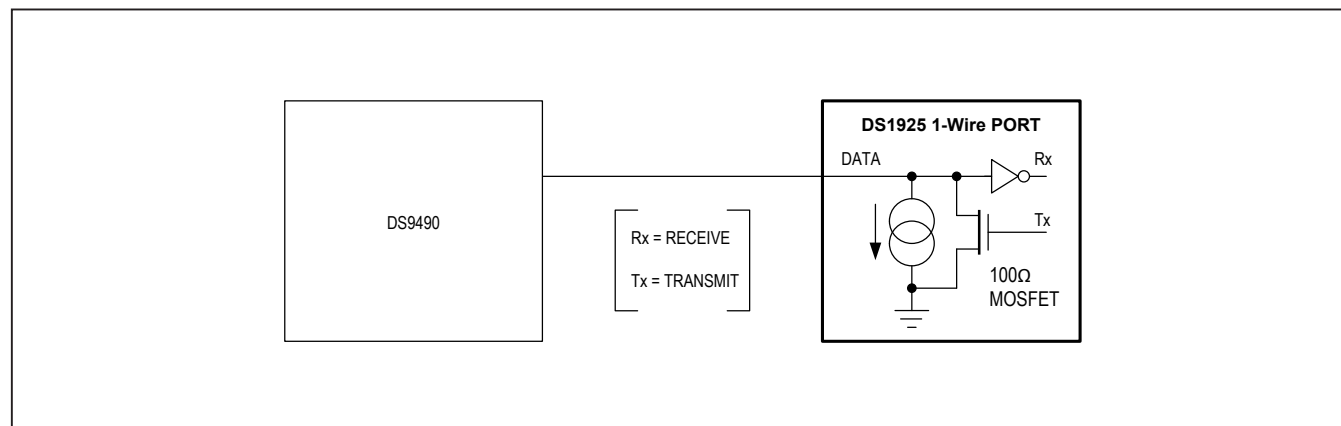 DS9490
Rx = RECEIVE
Tx = TRANSMIT
DS1925 1-Wire PORT
DATA
Rx
Tx
100Ω
MOSFET